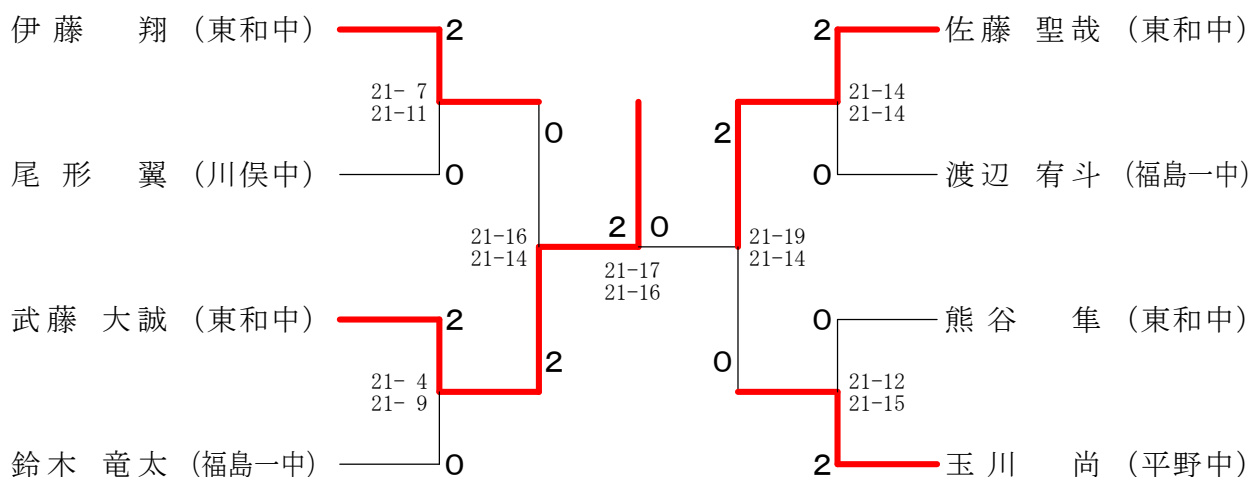 伊藤 翔 (東和中) 2 2 佐藤 聖哉 (東和中)
21- 7 21-14
21-11 21-14
0 2
尾形 翼 (川俣中) 0 0 渡辺 宥斗 (福島一中)
2 0
21-16 21-19
21-14 21-14
21-17
21-16
武藤 大誠 (東和中) 2 0 熊谷 隼 (東和中)
2 0
21- 4 21-12
21- 9 21-15
鈴木 竜太 (福島一中) 0 2 玉川 尚 (平野中)